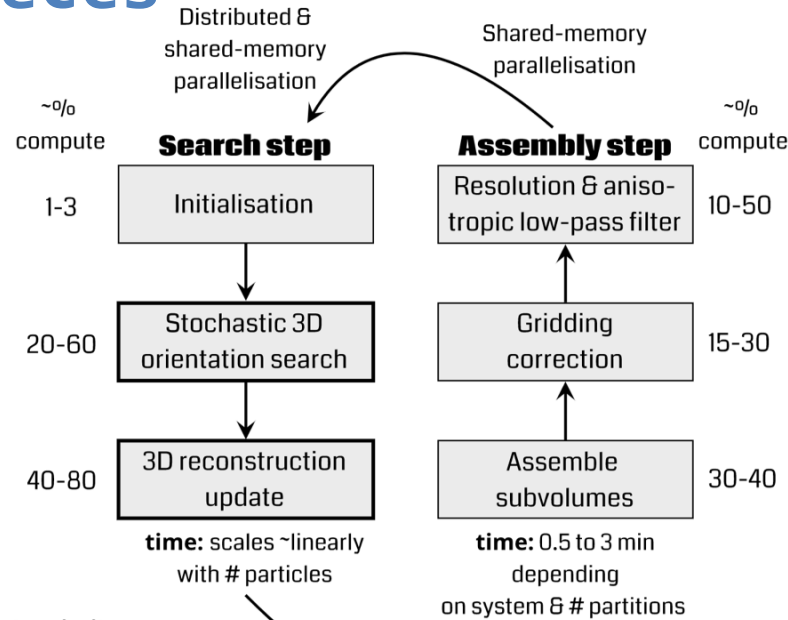 Distributed &
shared-memory
parallelisation
Shared-memory
parallelisation
~%
compute
Search step
Assembly step
~%
compute
1-3
Initialisation
Resolution & aniso-
tropic low-pass filter
10-50
20-60
Stochastic 3D
orientation search
Gridding
correction
15-30
40-80
3D reconstruction
update
Assemble
subvolumes
30-40
time: scales ~linearly
with # particles
time: 0.5 to 3 min
depending
on system & # partitions